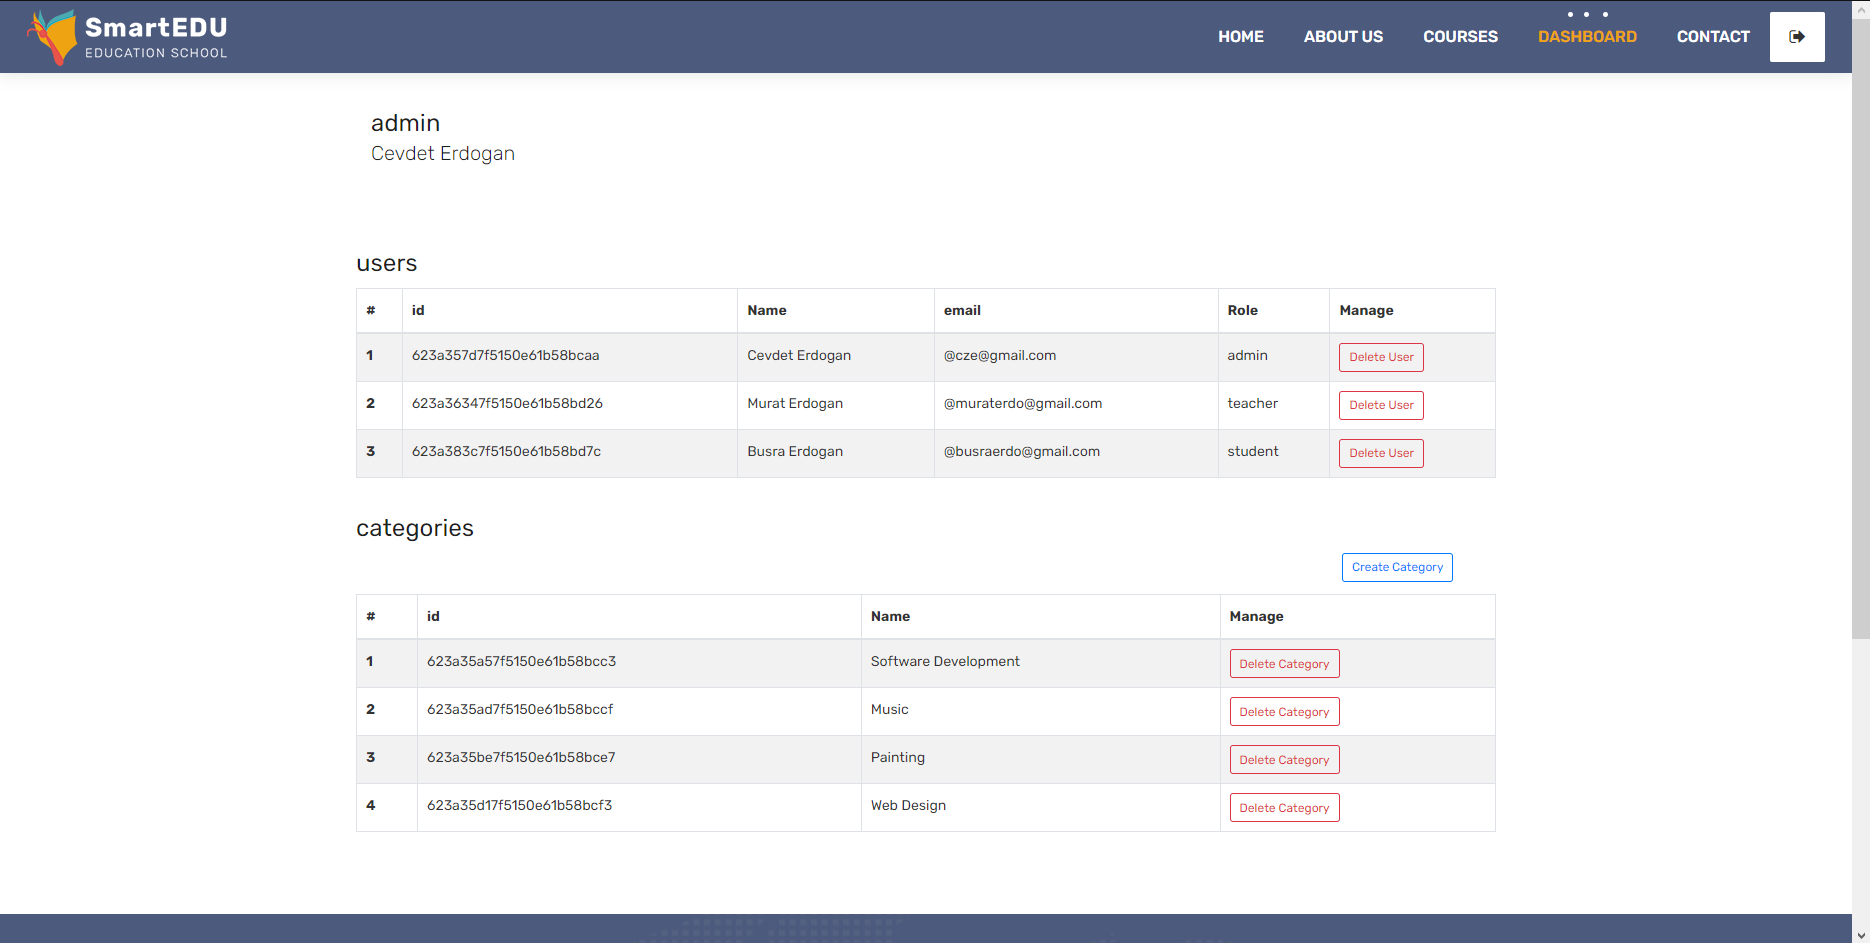 SmartEDU
EDUCATION SCHOOL
HOME ABOUT US COURSES DASHBOARD CONTACT
admin
Cevdet Erdogan
users
# id Name email Role Manage
1 623a357d7f5150e61b58bcaa Cevdet Erdogan @cze@gmail.com admin Delete User
2 623a36347f5150e61b58bd26 Murat Erdogan @muraterdo@gmail.com teacher Delete User
3 623a383c7f5150e61b58bd7c Busra Erdogan @busraerdo@gmail.com student Delete User
categories
Create Category
# id Name Manage
1 623a35a57f5150e61b58bcc3 Software Development Delete Category
2 623a35ad7f5150e61b58bccf Music Delete Category
3 623a35be7f5150e61b58bce7 Painting Delete Category
4 623a35d17f5150e61b58bcf3 Web Design Delete Category